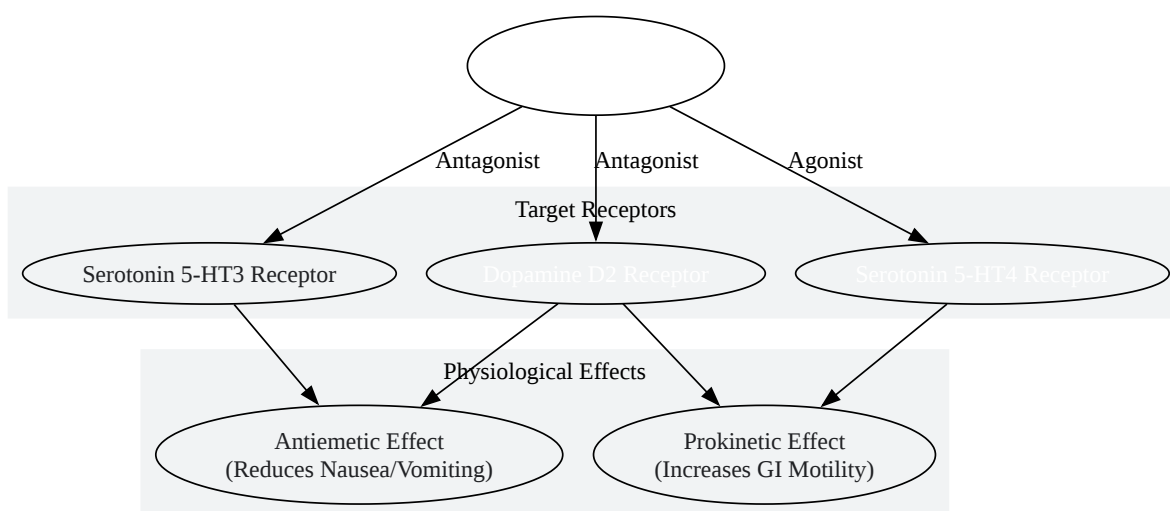 Antagonist
Antagonist
Agonist
Target Receptors
Serotonin 5-HT3 Receptor
Dopamine D2 Receptor
Serotonin 5-HT4 Receptor
Physiological Effects
Antiemetic Effect
(Reduces Nausea/Vomiting)
Prokinetic Effect
(Increases GI Motility)